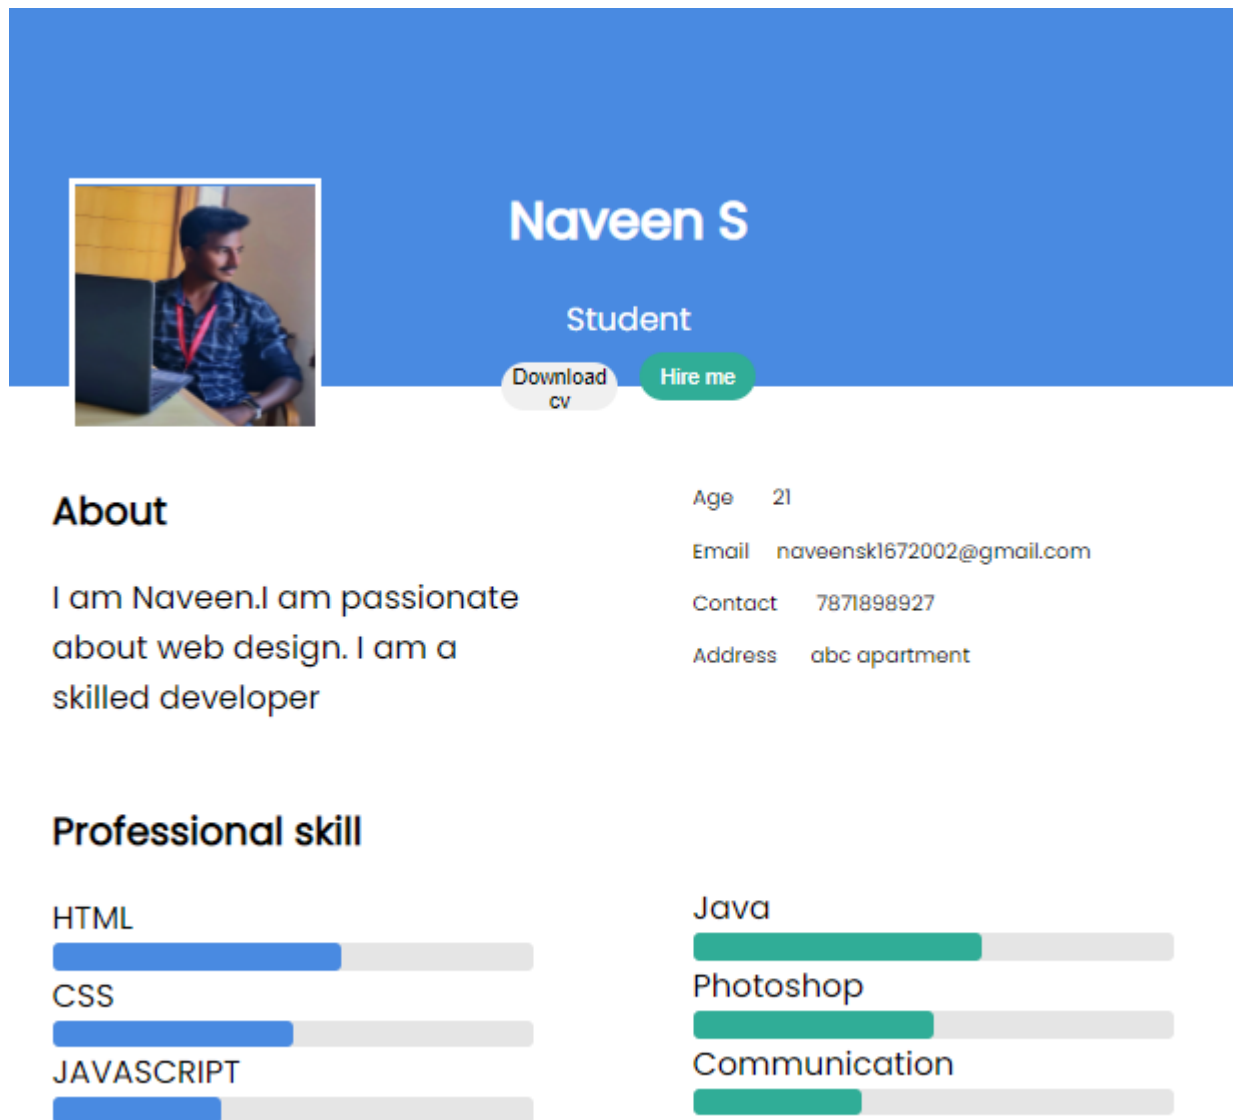 Naveen S
Student
Download
cv
Hire me
About
I am Naveen.I am passionate
about web design. I am a
skilled developer
Age 21
Email naveensk1672002@gmail.com
Contact 7871898927
Address abc apartment
Professional skill
HTML
CSS
JAVASCRIPT
Java
Photoshop
Communication